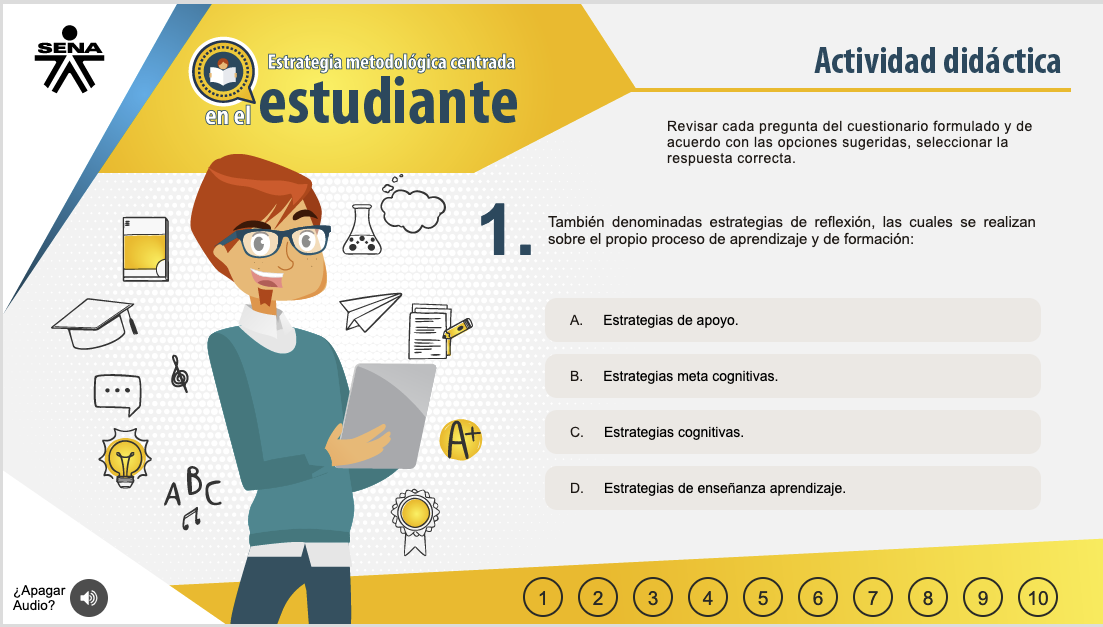 SENA
Estrategia metodológica centrada
en el estudiante
Actividad didáctica
Revisar cada pregunta del cuestionario formulado y de
acuerdo con las opciones sugeridas, seleccionar la
respuesta correcta.
1.
También denominadas estrategias de reflexión, las cuales se realizan
sobre el propio proceso de aprendizaje y de formación:
A. Estrategias de apoyo.
B. Estrategias meta cognitivas.
C. Estrategias cognitivas.
D. Estrategias de enseñanza aprendizaje.
A+
A B C
¿Apagar
Audio?
1 2 3 4 5 6 7 8 9 10